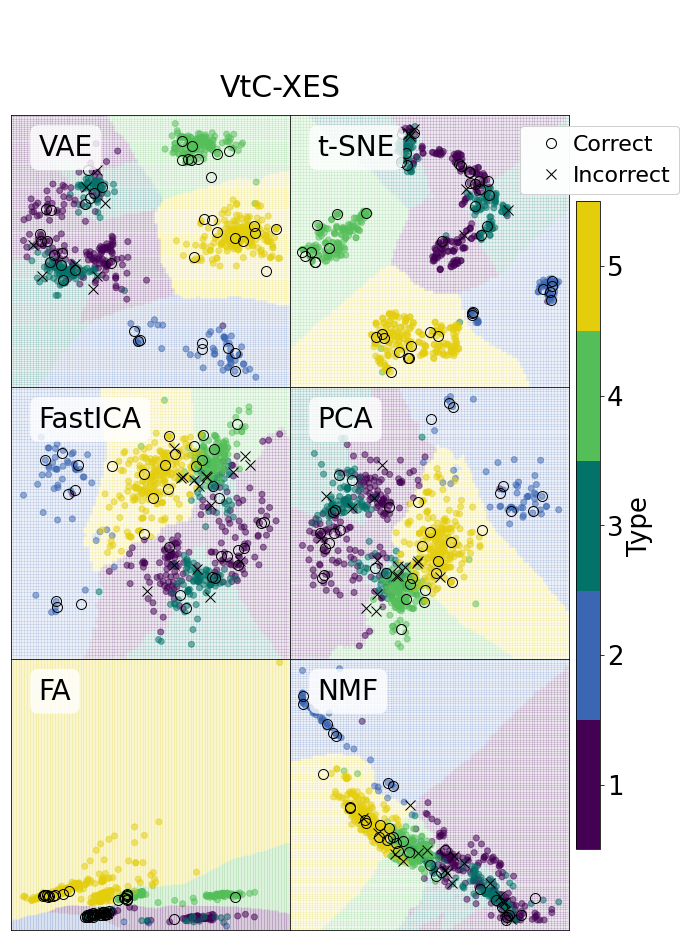 VtC-XES
VAE
t-SNE
Correct
Incorrect
FastICA
PCA
FA
NMF
5
4
3
2
1
Type